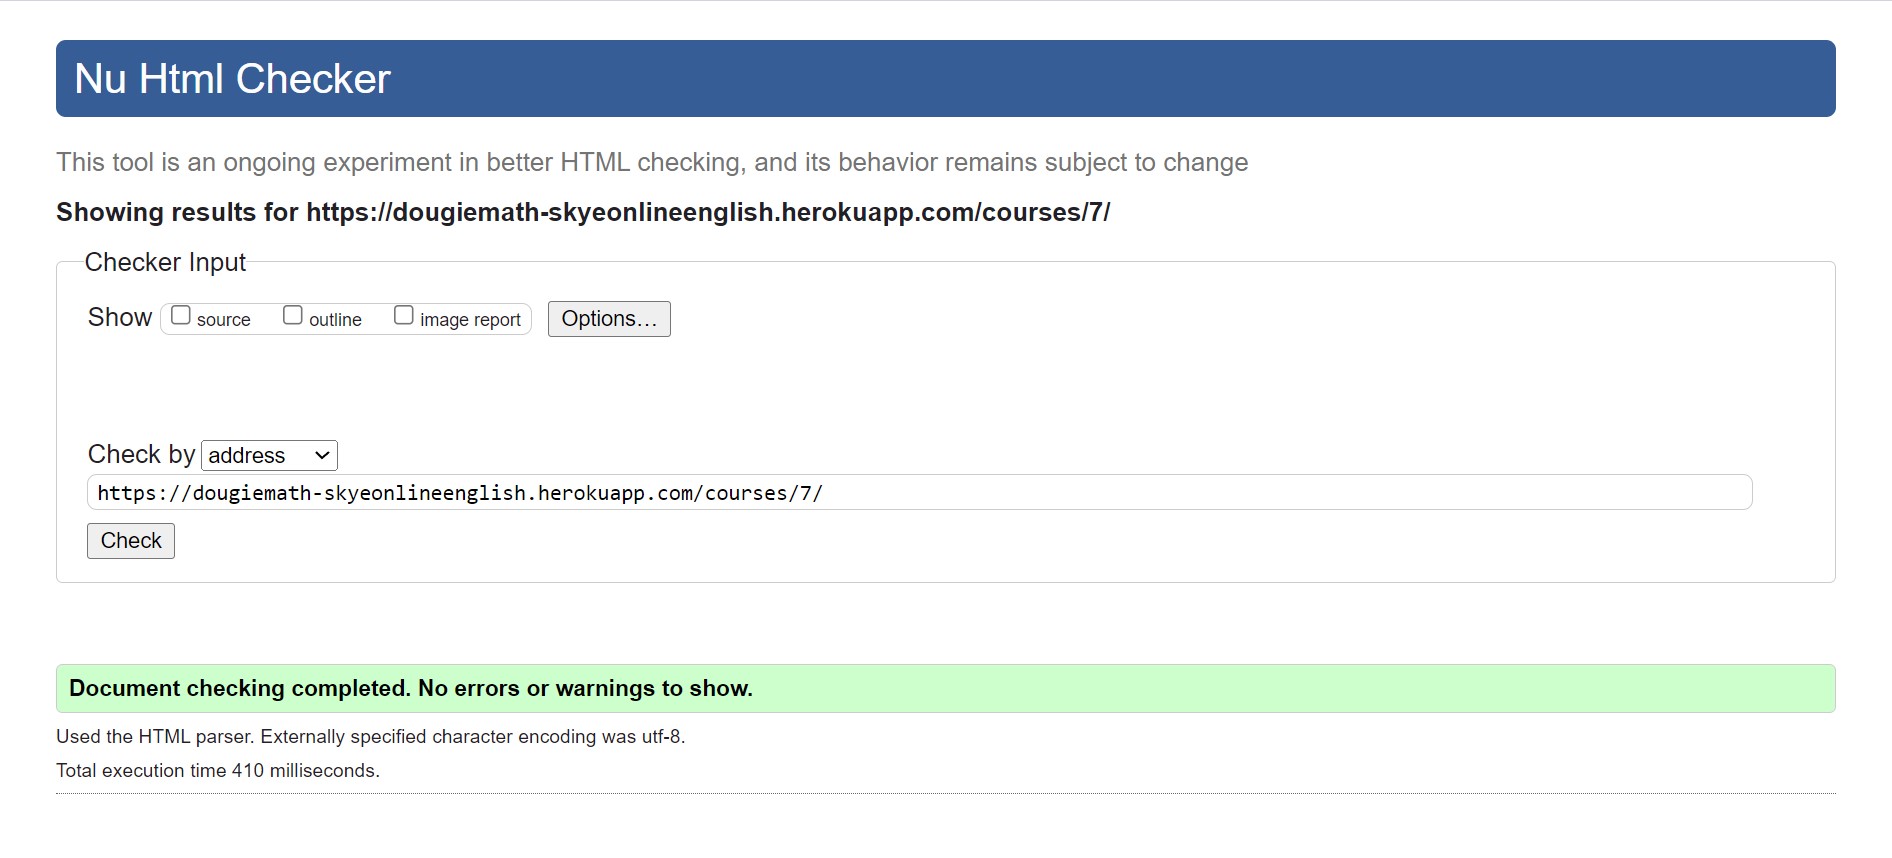 Nu Html Checker
This tool is an ongoing experiment in better HTML checking, and its behavior remains subject to change
Showing results for https://dougiemath-skyeonlineenglish.herokuapp.com/courses/7/
Checker Input
Show source outline image report Options…
Check by address
https://dougiemath-skyeonlineenglish.herokuapp.com/courses/7/
Check
Document checking completed. No errors or warnings to show.
Used the HTML parser. Externally specified character encoding was utf-8.
Total execution time 410 milliseconds.